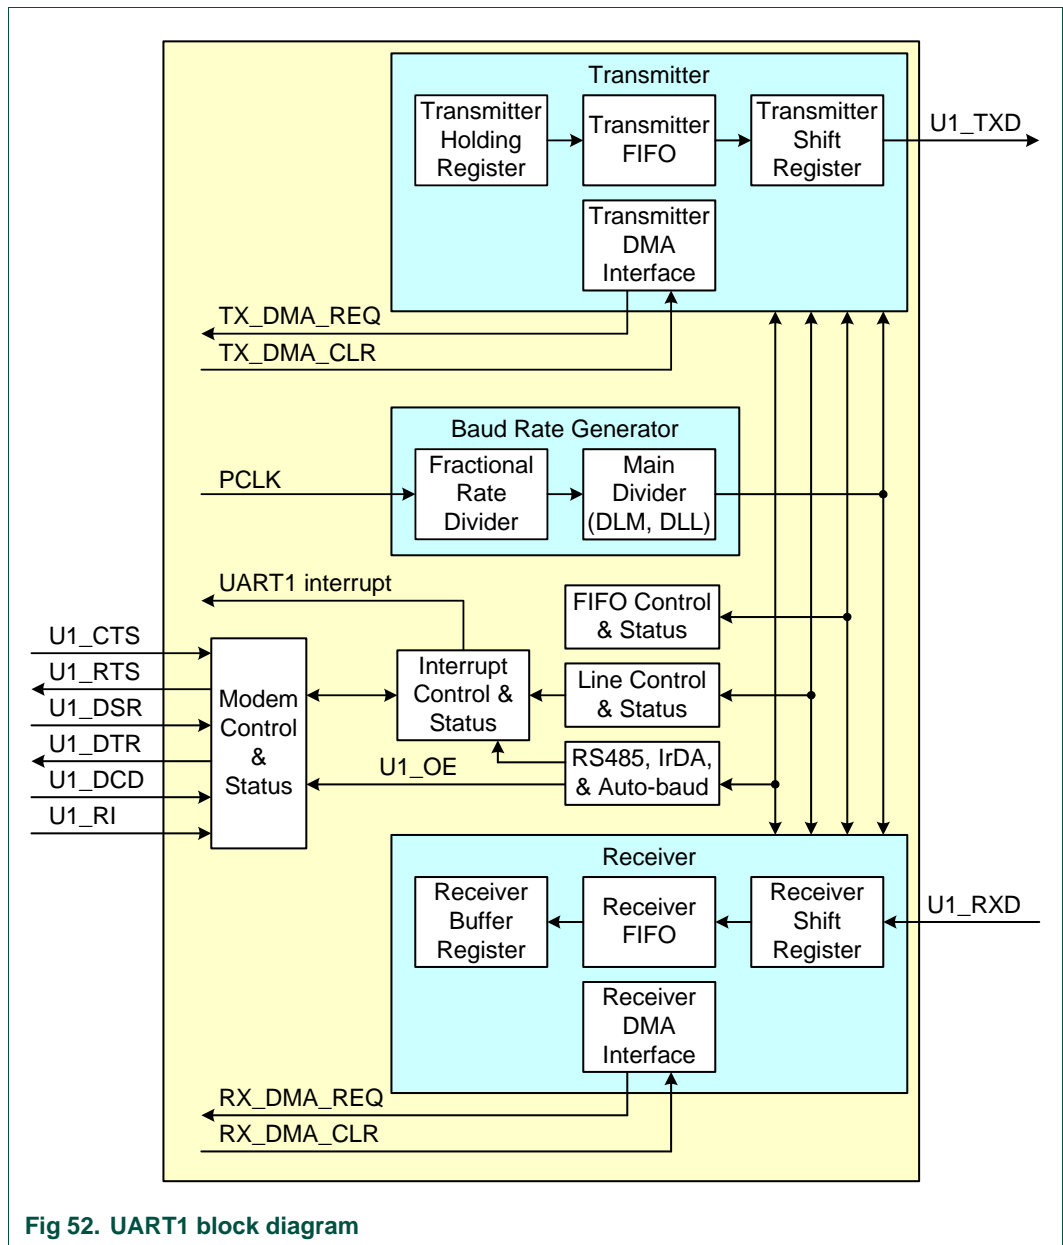 Transmitter
Transmitter
Holding
Register
Transmitter
FIFO
Transmitter
Shift
Register
U1_TXD
Transmitter
DMA
Interface
TX_DMA_REQ
TX_DMA_CLR
Baud Rate Generator
PCLK
Fractional
Rate
Divider
Main
Divider
(DLM, DLL)
UART1 interrupt
FIFO Control
& Status
U1_CTS
U1_RTS
U1_DSR
U1_DTR
U1_DCD
U1_RI
Modem
Control
&
Status
Interrupt
Control &
Status
Line Control
& Status
U1_OE
RS485, IrDA,
& Auto-baud
Receiver
Receiver
Buffer
Register
Receiver
FIFO
Receiver
Shift
Register
U1_RXD
Receiver
DMA
Interface
RX_DMA_REQ
RX_DMA_CLR
Fig 52. UART1 block diagram